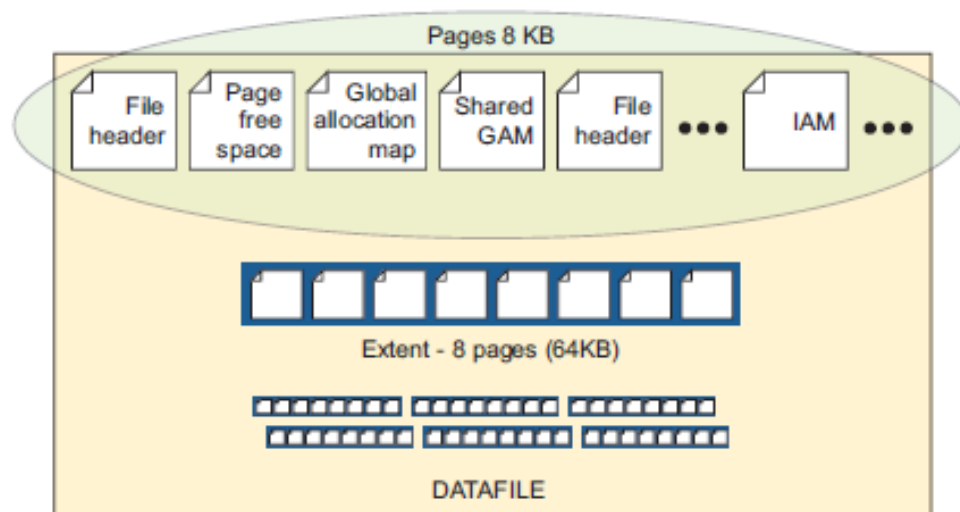 Pages 8 KB
File
header
Page
free
space
Global
allocation
map
Shared
GAM
File
header
•••
IAM
•••
Extent - 8 pages (64KB)
DATAFILE